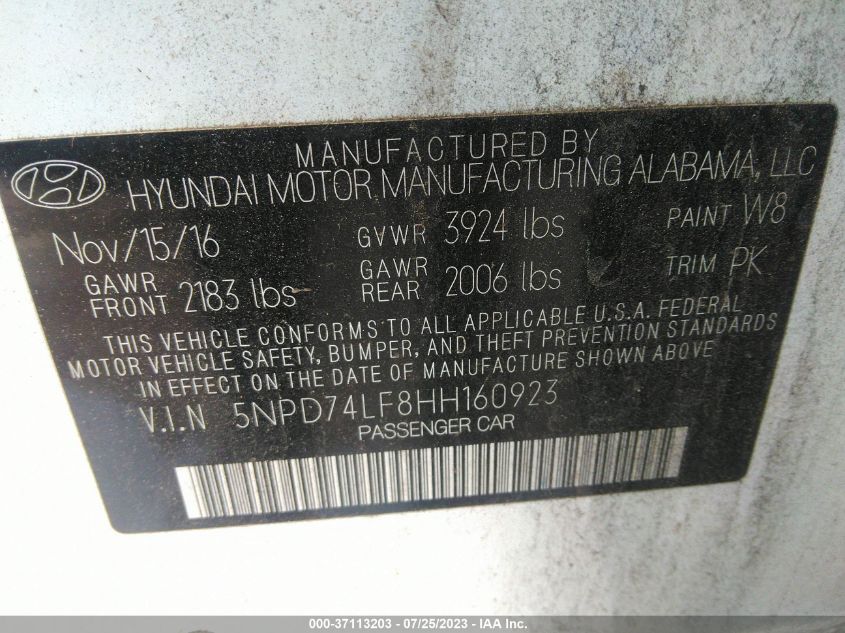 MANUFACTURED BY
HYUNDAI MOTOR MANUFACTURING ALABAMA, LLC
Nov/15/16 GVWR 3924 lbs PAINT W8
GAWR FRONT 2183 lbs GAWR REAR 2006 lbs TRIM PK
THIS VEHICLE CONFORMS TO ALL APPLICABLE U.S.A. FEDERAL
MOTOR VEHICLE SAFETY, BUMPER, AND THEFT PREVENTION STANDARDS
IN EFFECT ON THE DATE OF MANUFACTURE SHOWN ABOVE
V.I.N 5NPD74LF8HH160923
PASSENGER CAR
000-37113203 - 07/25/2023 - IAA Inc.